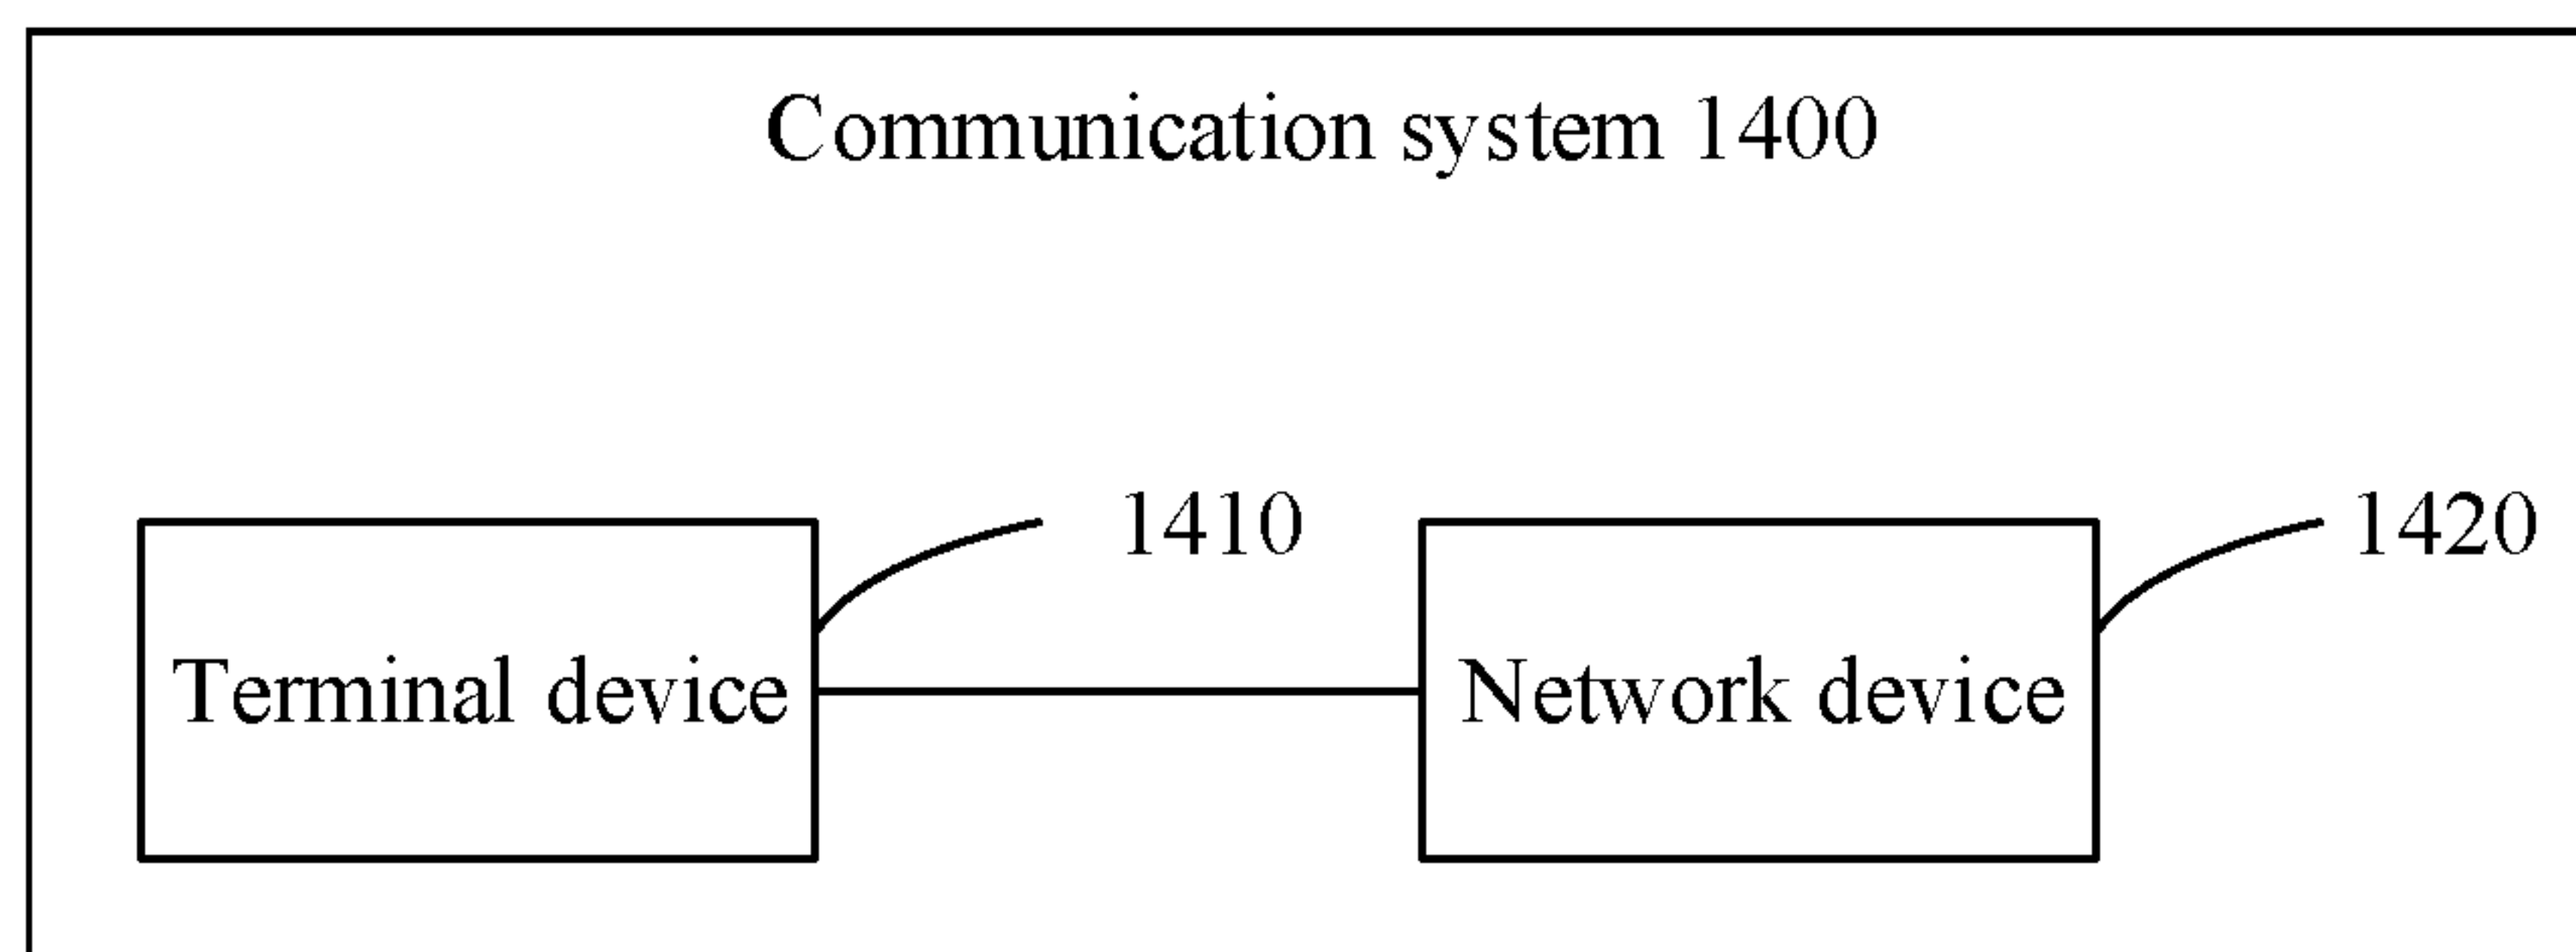 Communication system 1400
1410
1420
Terminal device
Network device